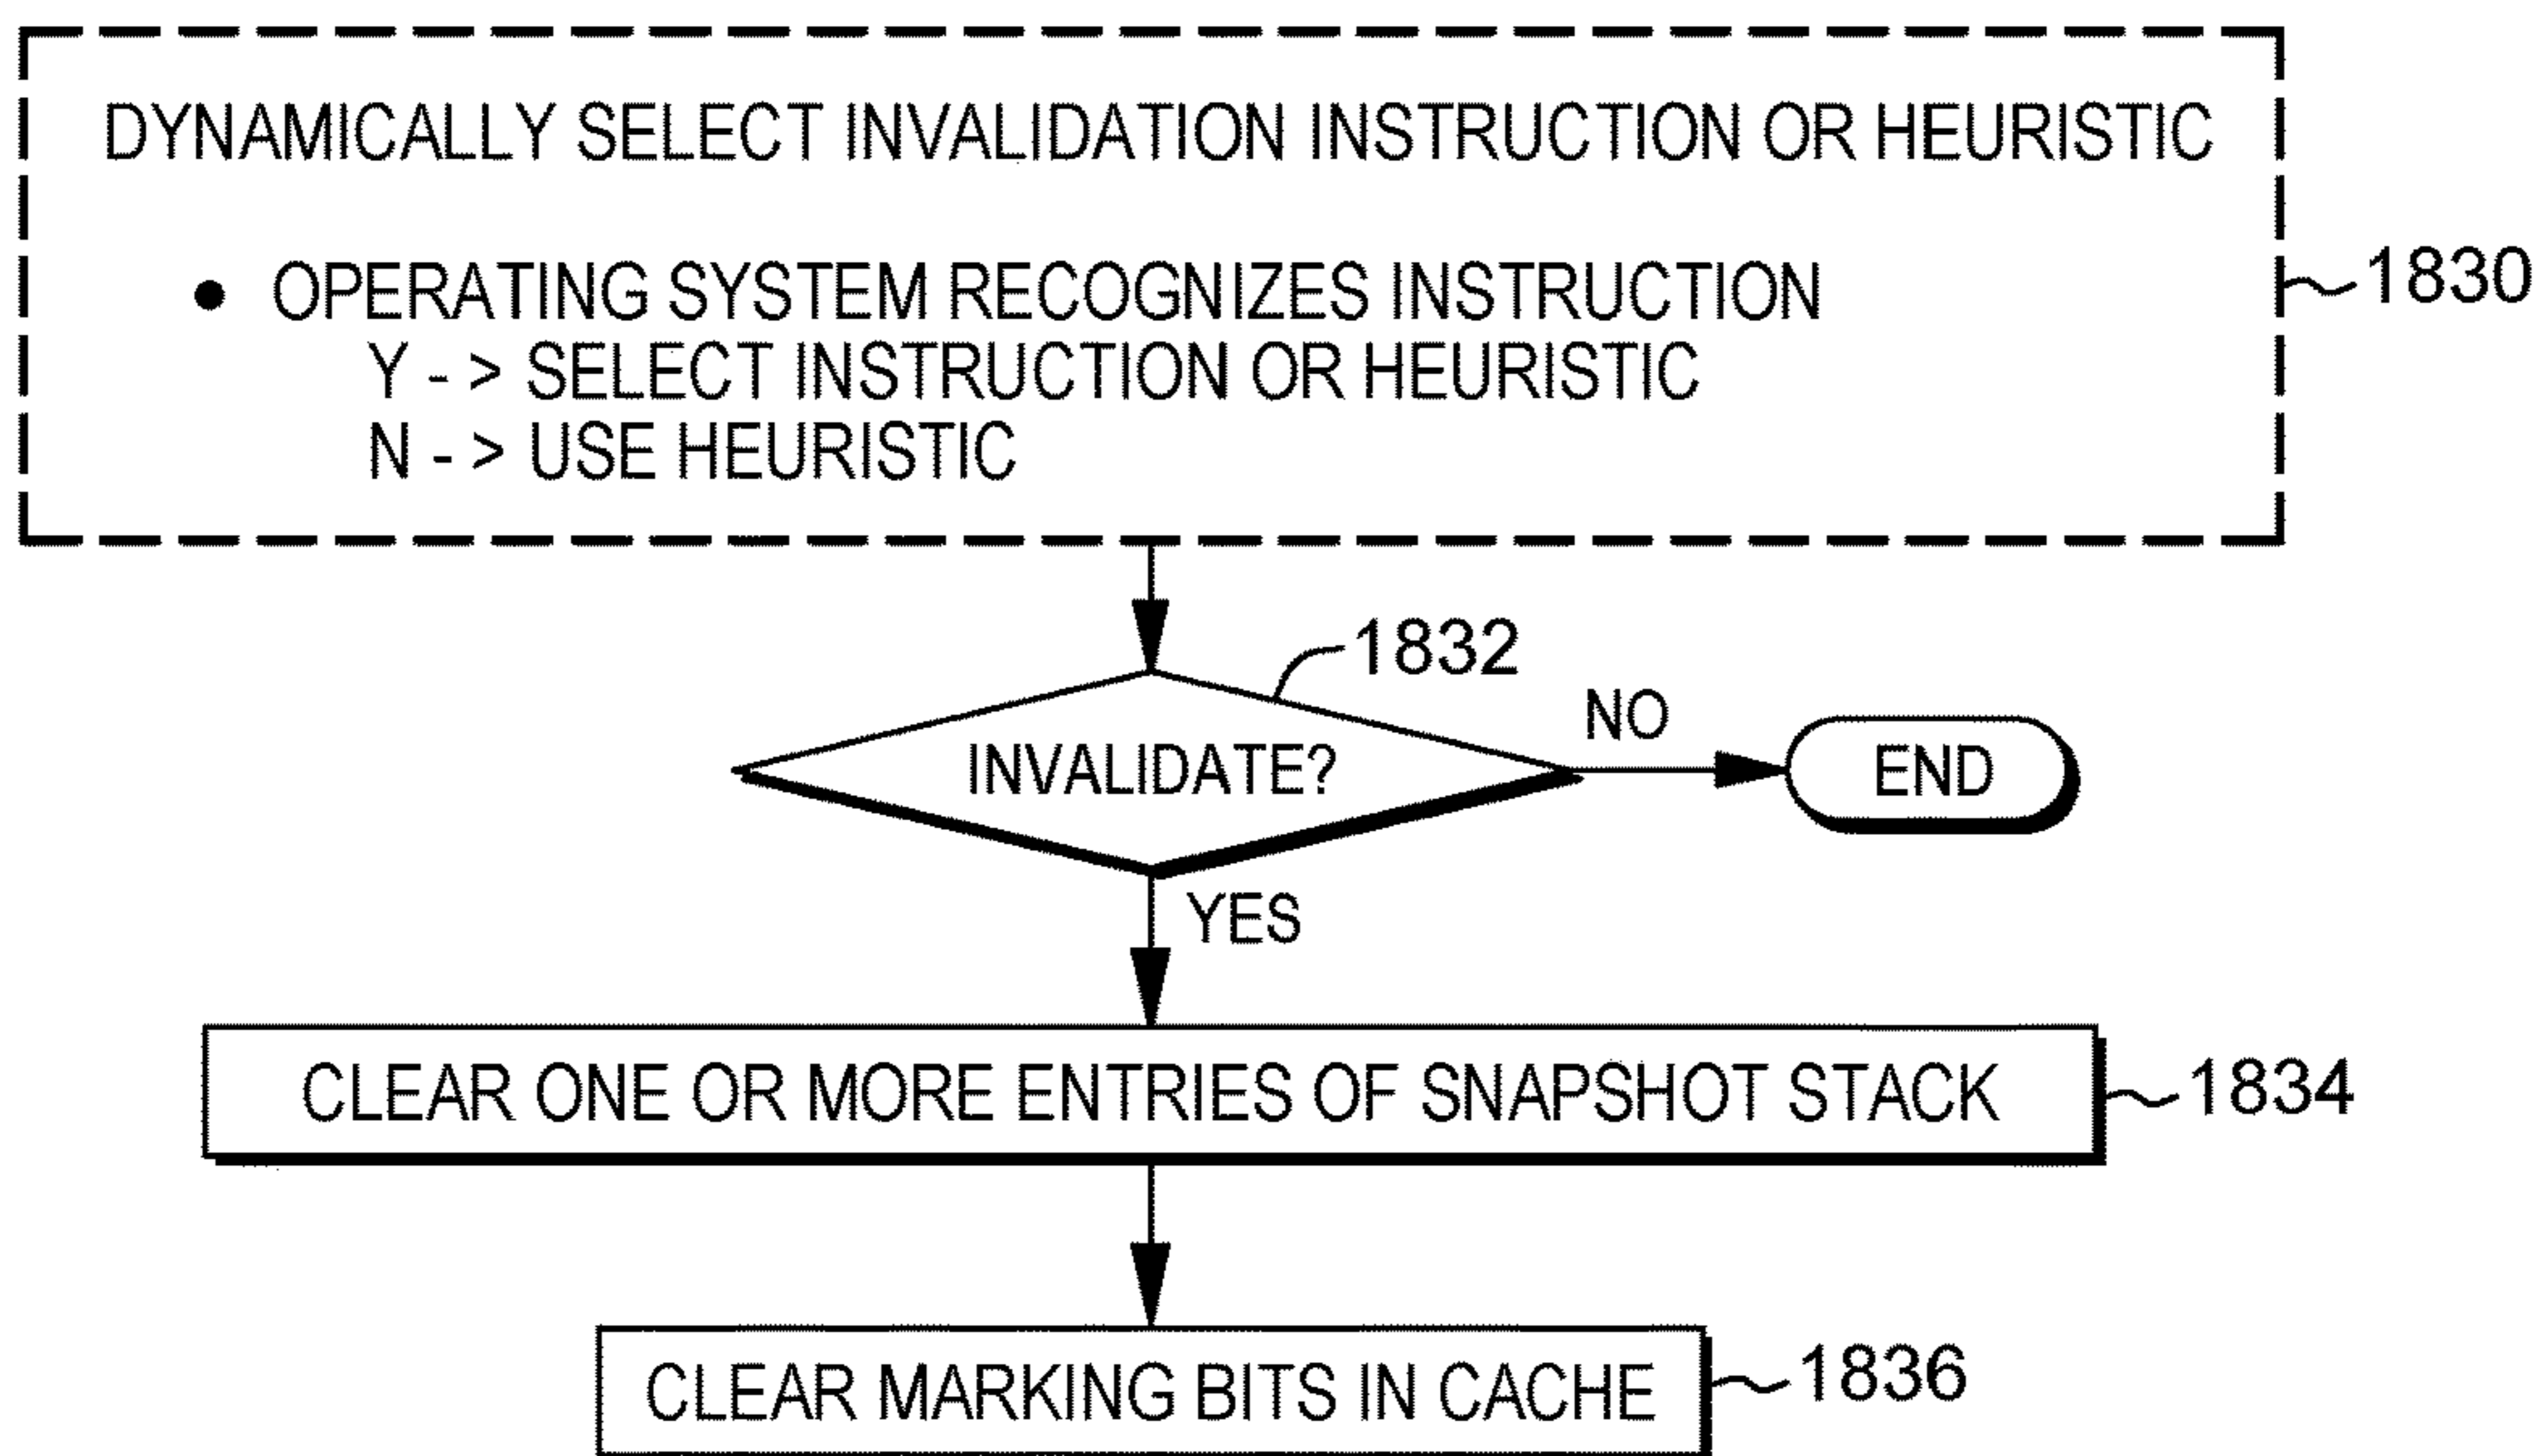 DYNAMICALLY SELECT INVALIDATION INSTRUCTION OR HEURISTIC
• OPERATING SYSTEM RECOGNIZES INSTRUCTION
Y - > SELECT INSTRUCTION OR HEURISTIC
N - > USE HEURISTIC
1830
1832
INVALIDATE?
NO
END
YES
CLEAR ONE OR MORE ENTRIES OF SNAPSHOT STACK
1834
CLEAR MARKING BITS IN CACHE
1836